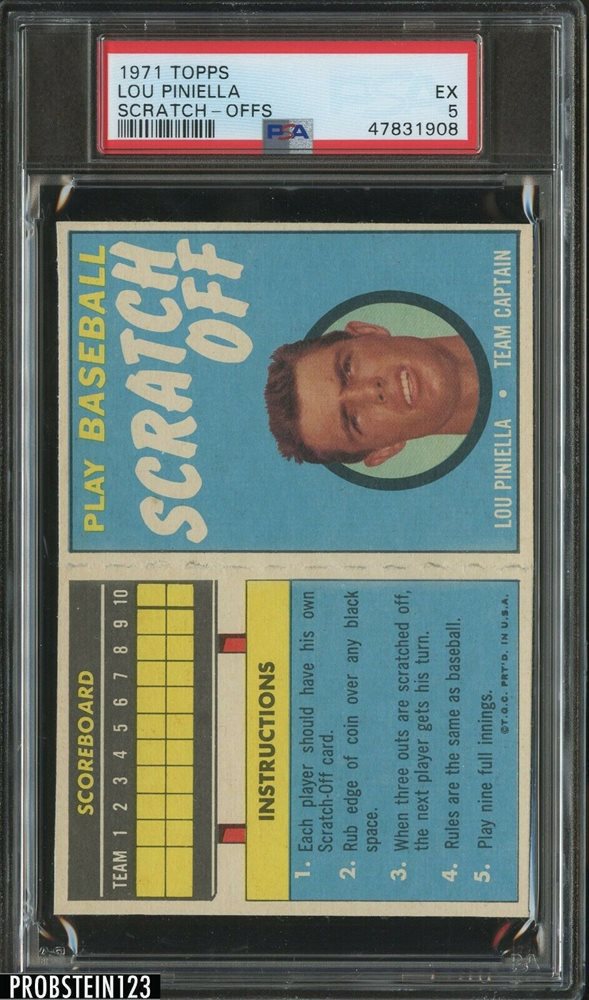 1971 TOPPS
LOU PINIELLA EX
SCRATCH-OFFS 5
PSA 47831908
PLAY BASEBALL
SCRATCH
OFF
LOU PINIELLA • TEAM CAPTAIN
SCOREBOARD
TEAM 1 2 3 4 5 6 7 8 9 10
INSTRUCTIONS
1. Each player should have his own
Scratch-Off card.
2. Rub edge of coin over any black
space.
3. When three outs are scratched off,
the next player gets his turn.
4. Rules are the same as baseball.
5. Play nine full innings.
©T.G.C. PRT'D. IN U.S.A.
PROBSTEIN123